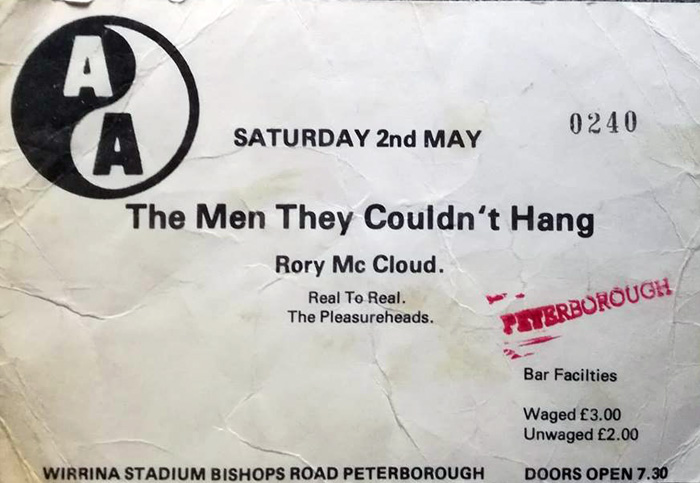 A
A
SATURDAY 2nd MAY
0240
The Men They Couldn't Hang
Rory Mc Cloud.
Real To Real.
The Pleasureheads.
PETERBOROUGH
Bar Facilties
Waged £3.00
Unwaged £2.00
WIRRINA STADIUM BISHOPS ROAD PETERBOROUGH
DOORS OPEN 7.30